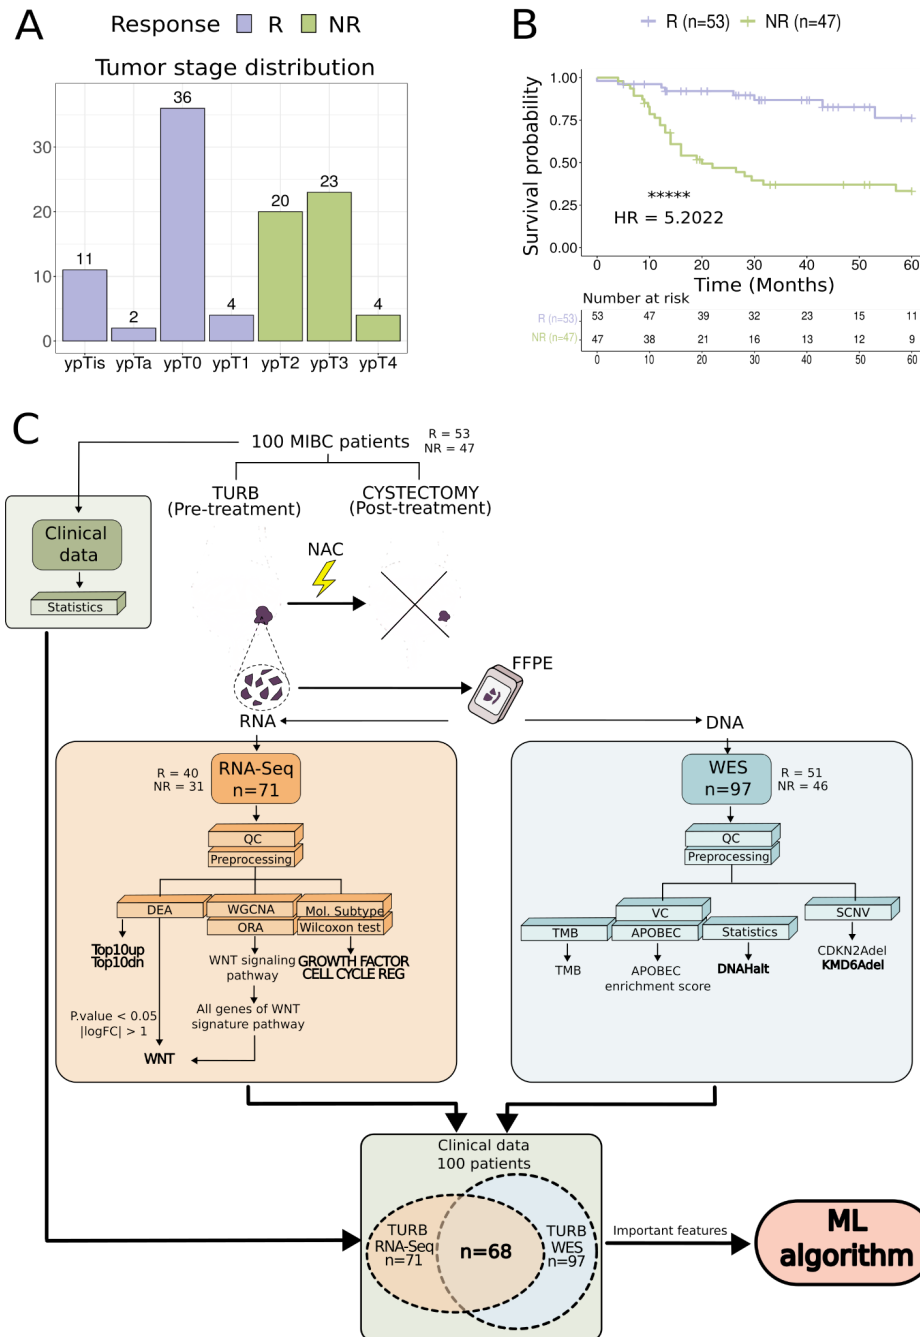 A
Response R NR
Tumor stage distribution
36
23
20
11
2
4
4
30
20
10
0
ypTis ypTa ypT0 ypT1 ypT2 ypT3 ypT4
B
R (n=53) NR (n=47)
Survival probability
1.00
0.75
0.50
0.25
0.00
*****
HR = 5.2022
0 10 20 30 40 50 60
Time (Months)
Number at risk
R (n=53) 53 47 39 32 23 15 11
NR (n=47) 47 38 21 16 13 12 9
0 10 20 30 40 50 60
C
100 MIBC patients
R = 53
NR = 47
TURB
(Pre-treatment)
CYSTECTOMY
(Post-treatment)
Clinical
data
Statistics
NAC
FFPE
RNA
DNA
R = 40
NR = 31
RNA-Seq
n=71
QC
Preprocessing
DEA
WGCNA
ORA
Mol. Subtype
Wilcoxon test
Top10up
Top10dn
WNT signaling
pathway
GROWTH FACTOR
CELL CYCLE REG
P.value < 0.05
|logFC| > 1
All genes of WNT
signature pathway
WNT
WES
n=97
R = 51
NR = 46
QC
Preprocessing
TMB
VC
APOBEC
Statistics
SCNV
TMB
APOBEC
enrichment score
DNAHalt
CDKN2Adel
KMD6Adel
Clinical data
100 patients
TURB
RNA-Seq
n=71
n=68
TURB
WES
n=97
Important features
ML
algorithm